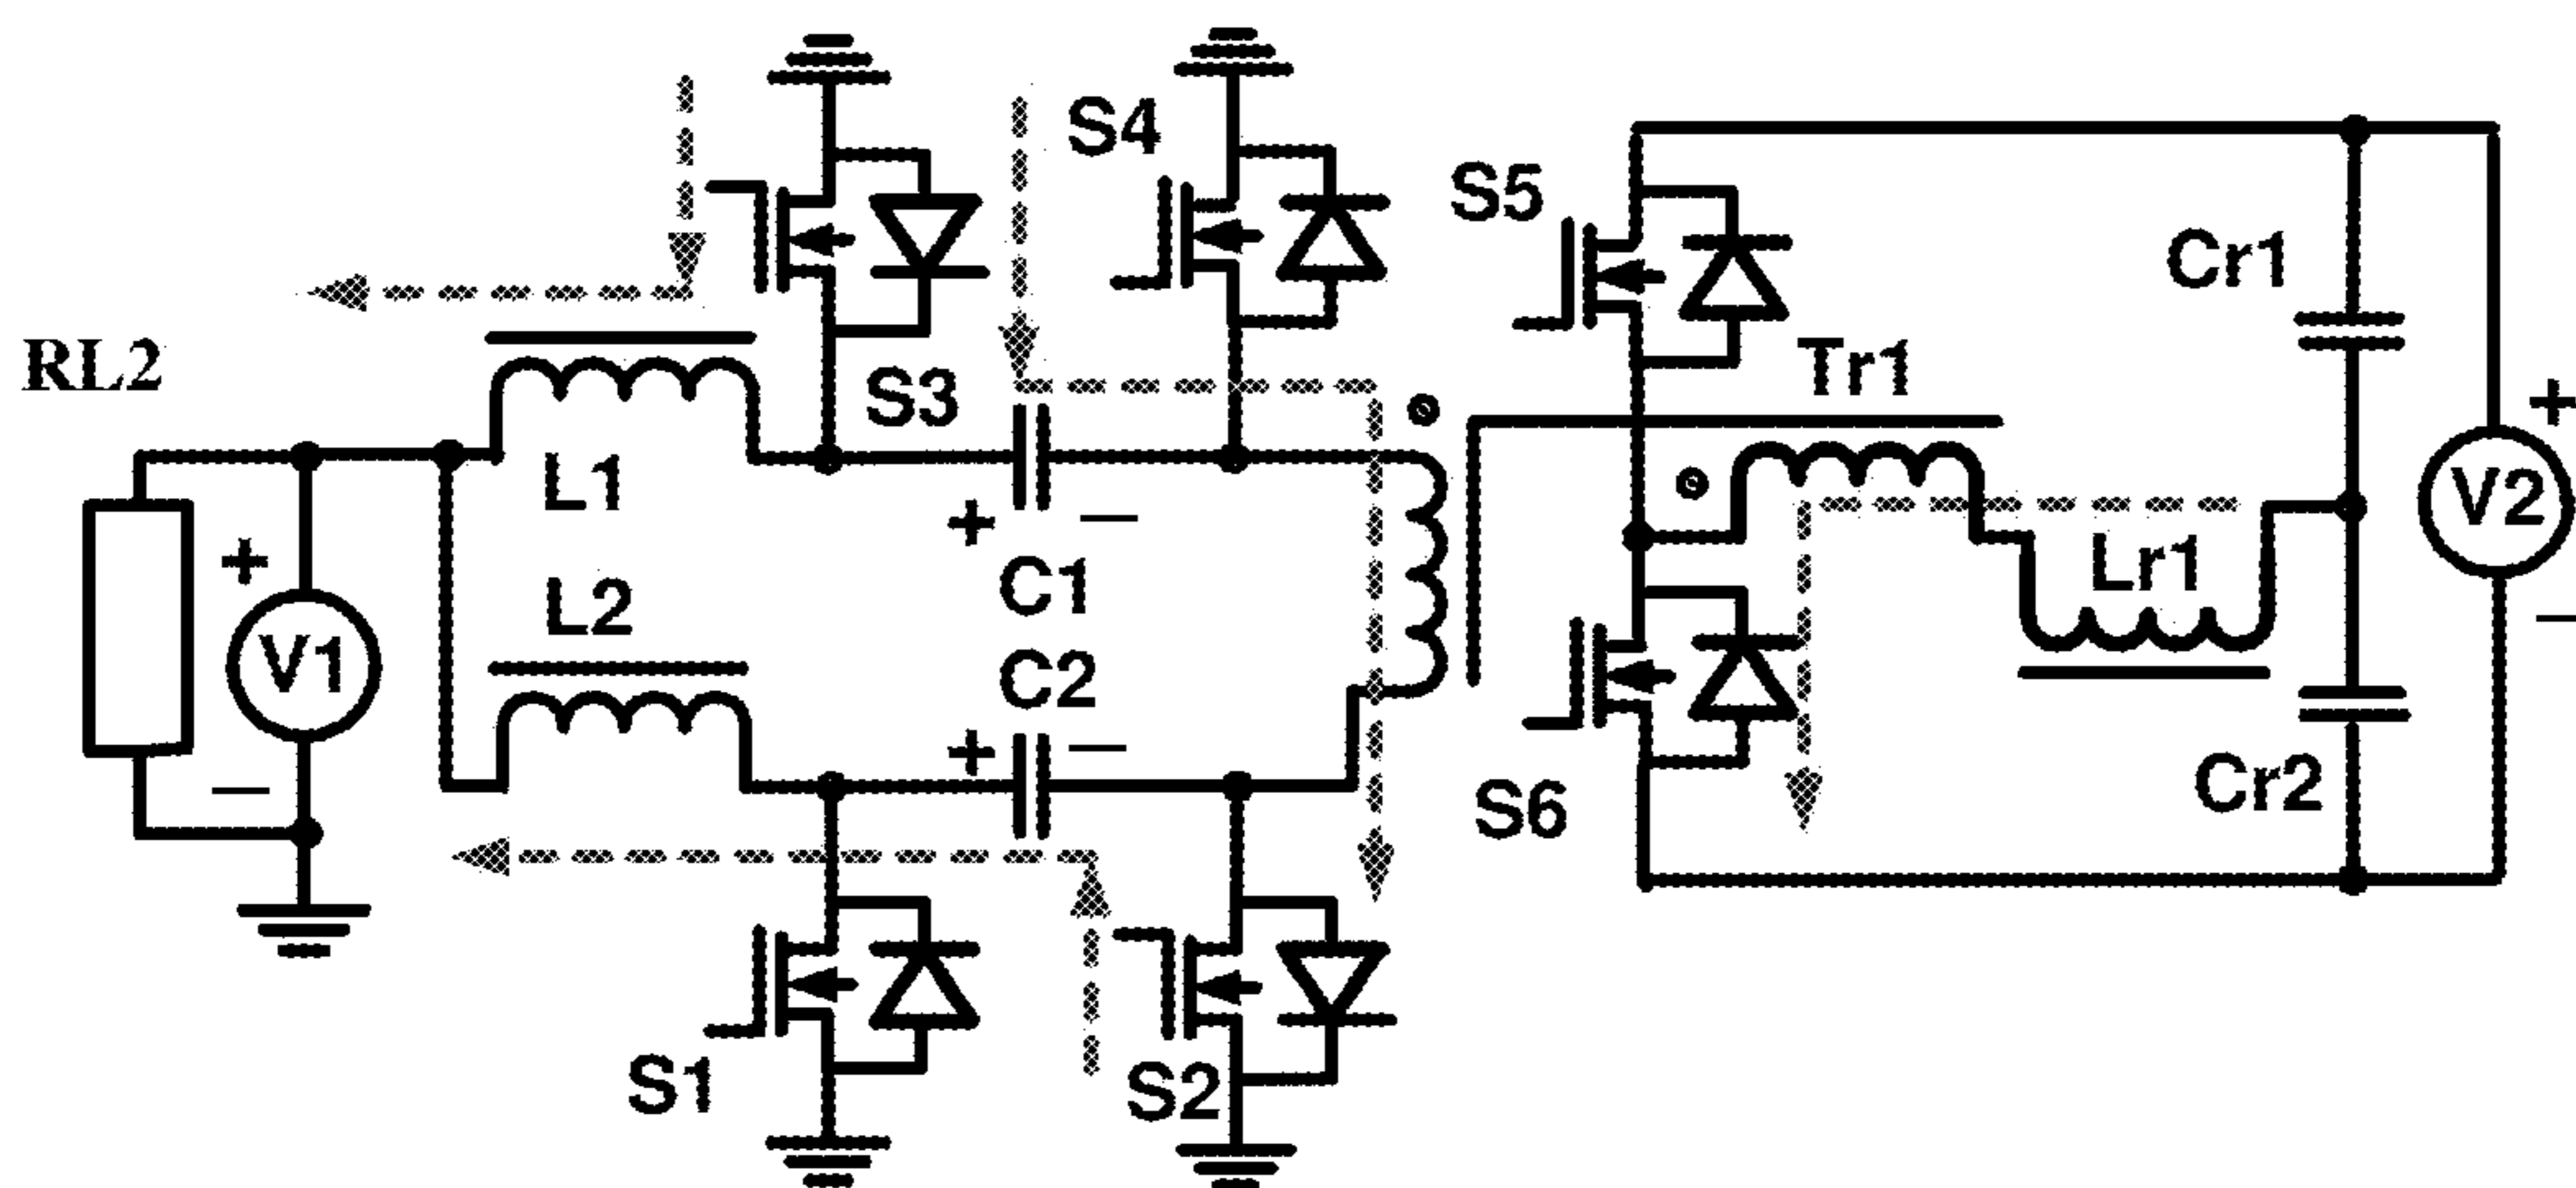 S4
S5
Cr1
RL2
Tr1
S3
+
L1
V2
+
−
+
C1
Lr1
L2
−
V1
C2
+
−
−
Cr2
S6
S1
S2